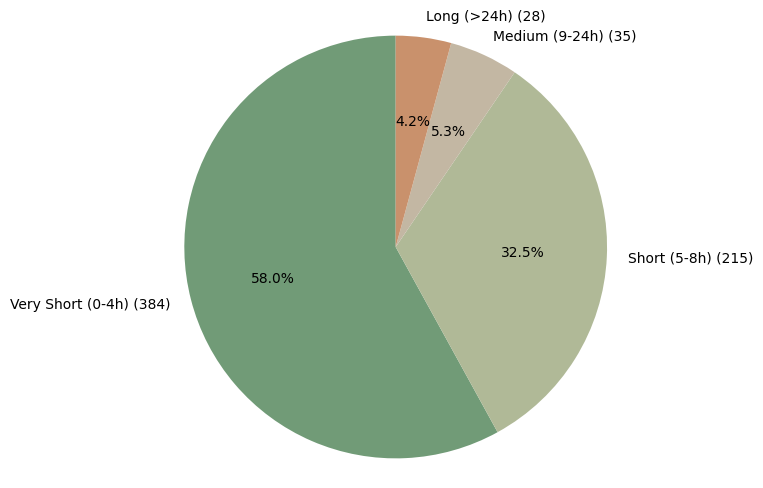 Long (>24h) (28)
Medium (9-24h) (35)
4.2%
5.3%
32.5%
Short (5-8h) (215)
58.0%
Very Short (0-4h) (384)